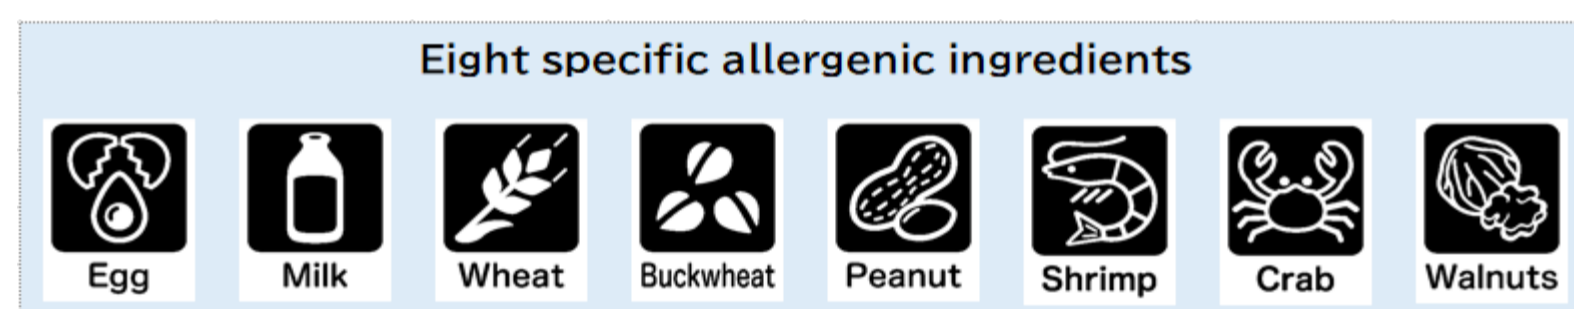 Eight specific allergenic ingredients
Egg Milk Wheat Buckwheat Peanut Shrimp Crab Walnuts